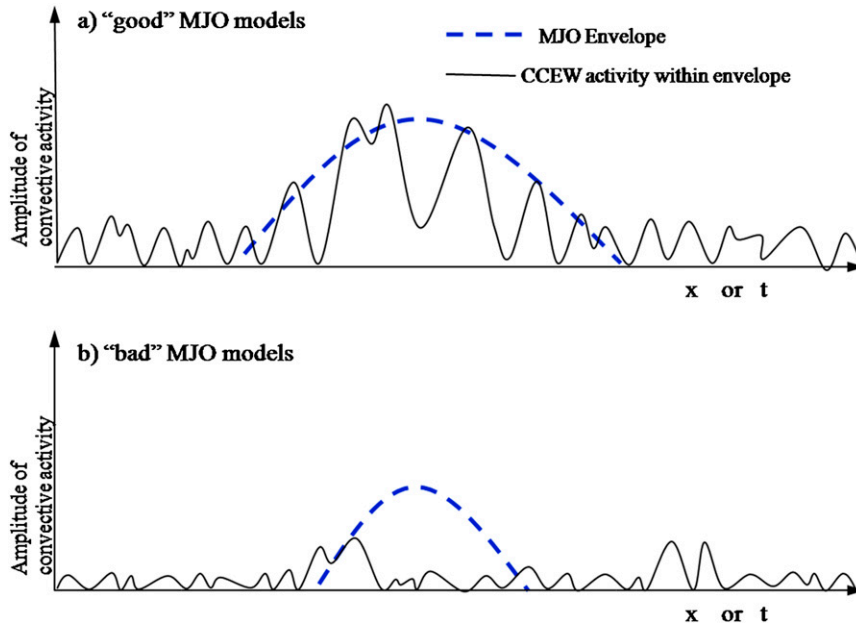 a) “good” MJO models
MJO Envelope
CCEW activity within envelope
Amplitude of
convective activity
x or t
b) “bad” MJO models
Amplitude of
convective activity
x or t